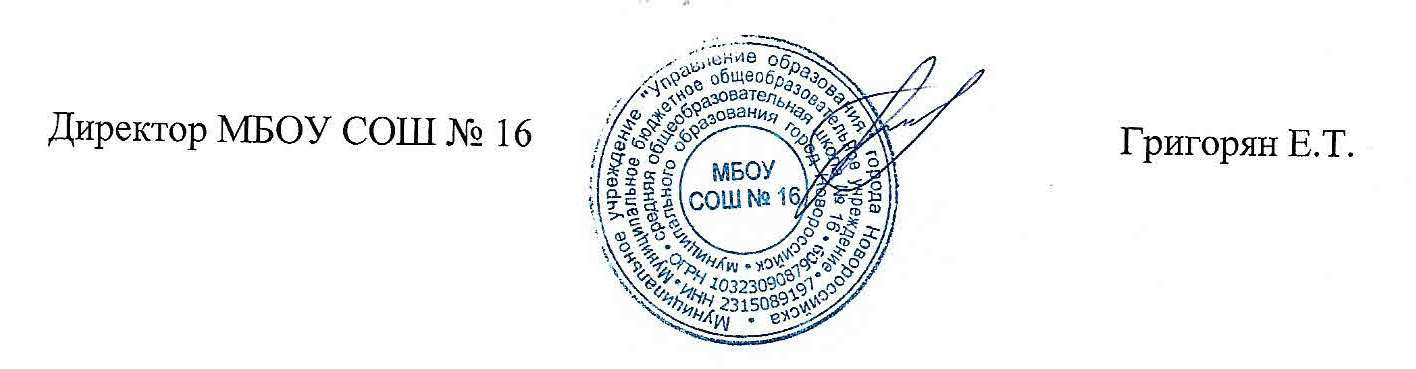 Директор МБОУ СОШ № 16
Муниципальное учреждение "Управление образования города Новороссийска •
Муниципальное бюджетное общеобразовательное учреждение • ИНН 2315089197 •
средняя общеобразовательная школа № 16 • ОГРН 1032309087909 •
муниципального образования город Новороссийск •
МБОУ
СОШ № 16
Григорян Е.Т.